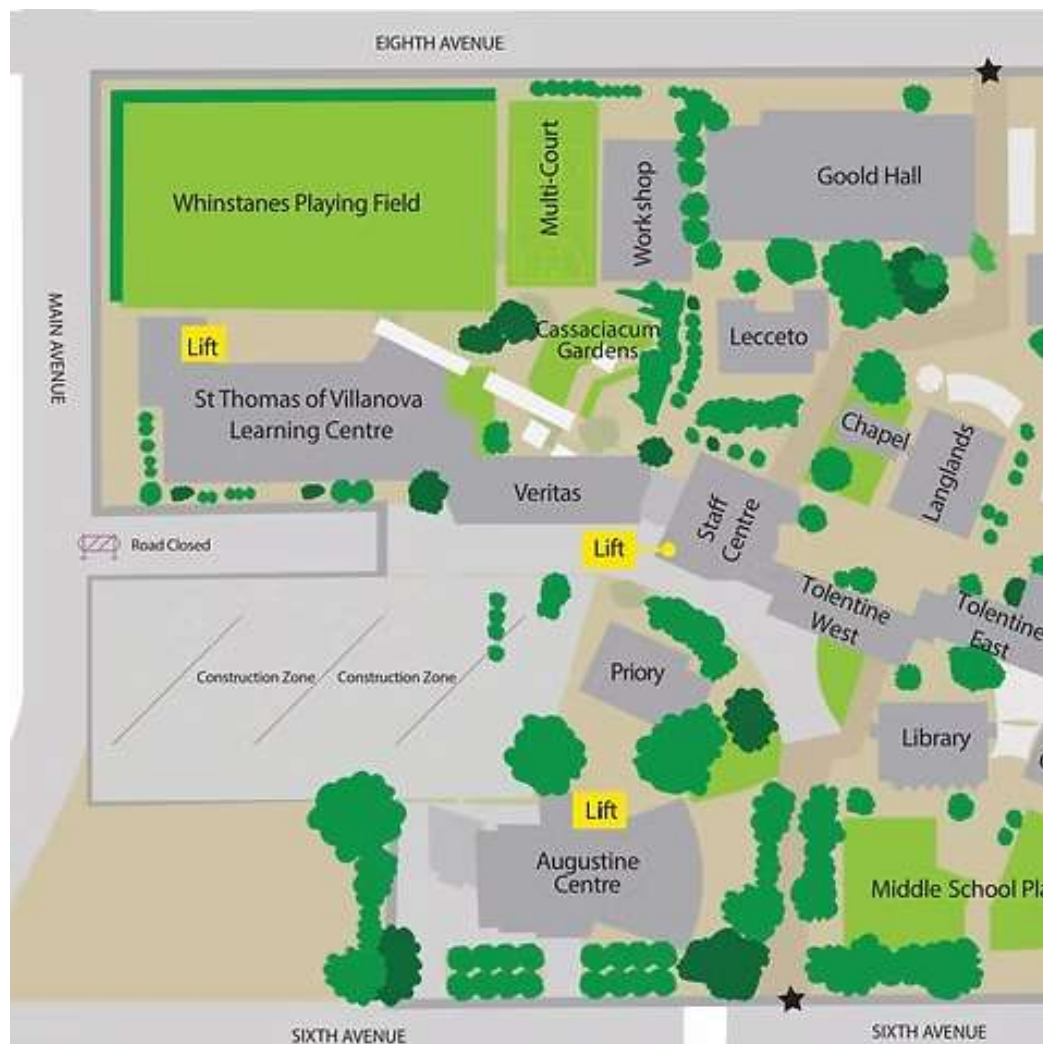 EIGHTH AVENUE
Whinstanes Playing Field
Multi-Court
Workshop
Goold Hall
MAIN AVENUE
Lift
Cassaciacum
Gardens
Lecceto
St Thomas of Villanova
Learning Centre
Chapel
Langlands
Veritas
Staff
Centre
Road Closed
Lift
Tolentine
West
Tolentine
East
Construction Zone
Construction Zone
Priory
Library
Lift
Augustine
Centre
Middle School Pla
SIXTH AVENUE
SIXTH AVENUE